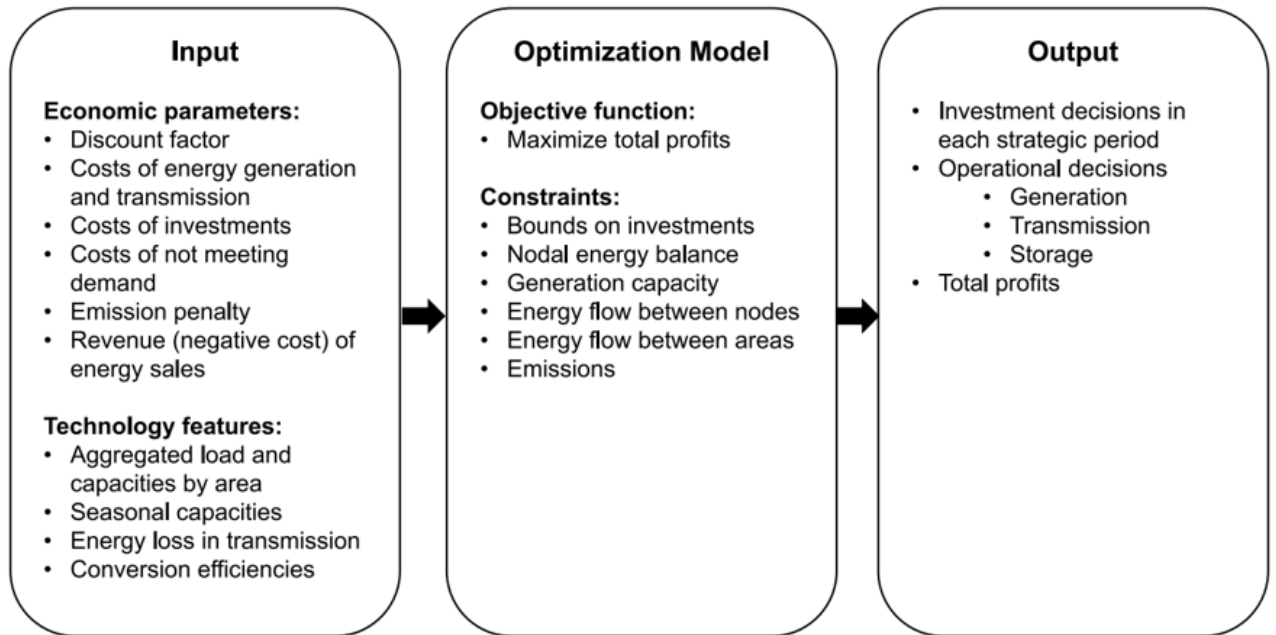 Input
Economic parameters:
• Discount factor
• Costs of energy generation
and transmission
• Costs of investments
• Costs of not meeting
demand
• Emission penalty
• Revenue (negative cost) of
energy sales
Technology features:
• Aggregated load and
capacities by area
• Seasonal capacities
• Energy loss in transmission
• Conversion efficiencies
Optimization Model
Objective function:
• Maximize total profits
Constraints:
• Bounds on investments
• Nodal energy balance
• Generation capacity
• Energy flow between nodes
• Energy flow between areas
• Emissions
Output
• Investment decisions in
each strategic period
• Operational decisions
• Generation
• Transmission
• Storage
• Total profits